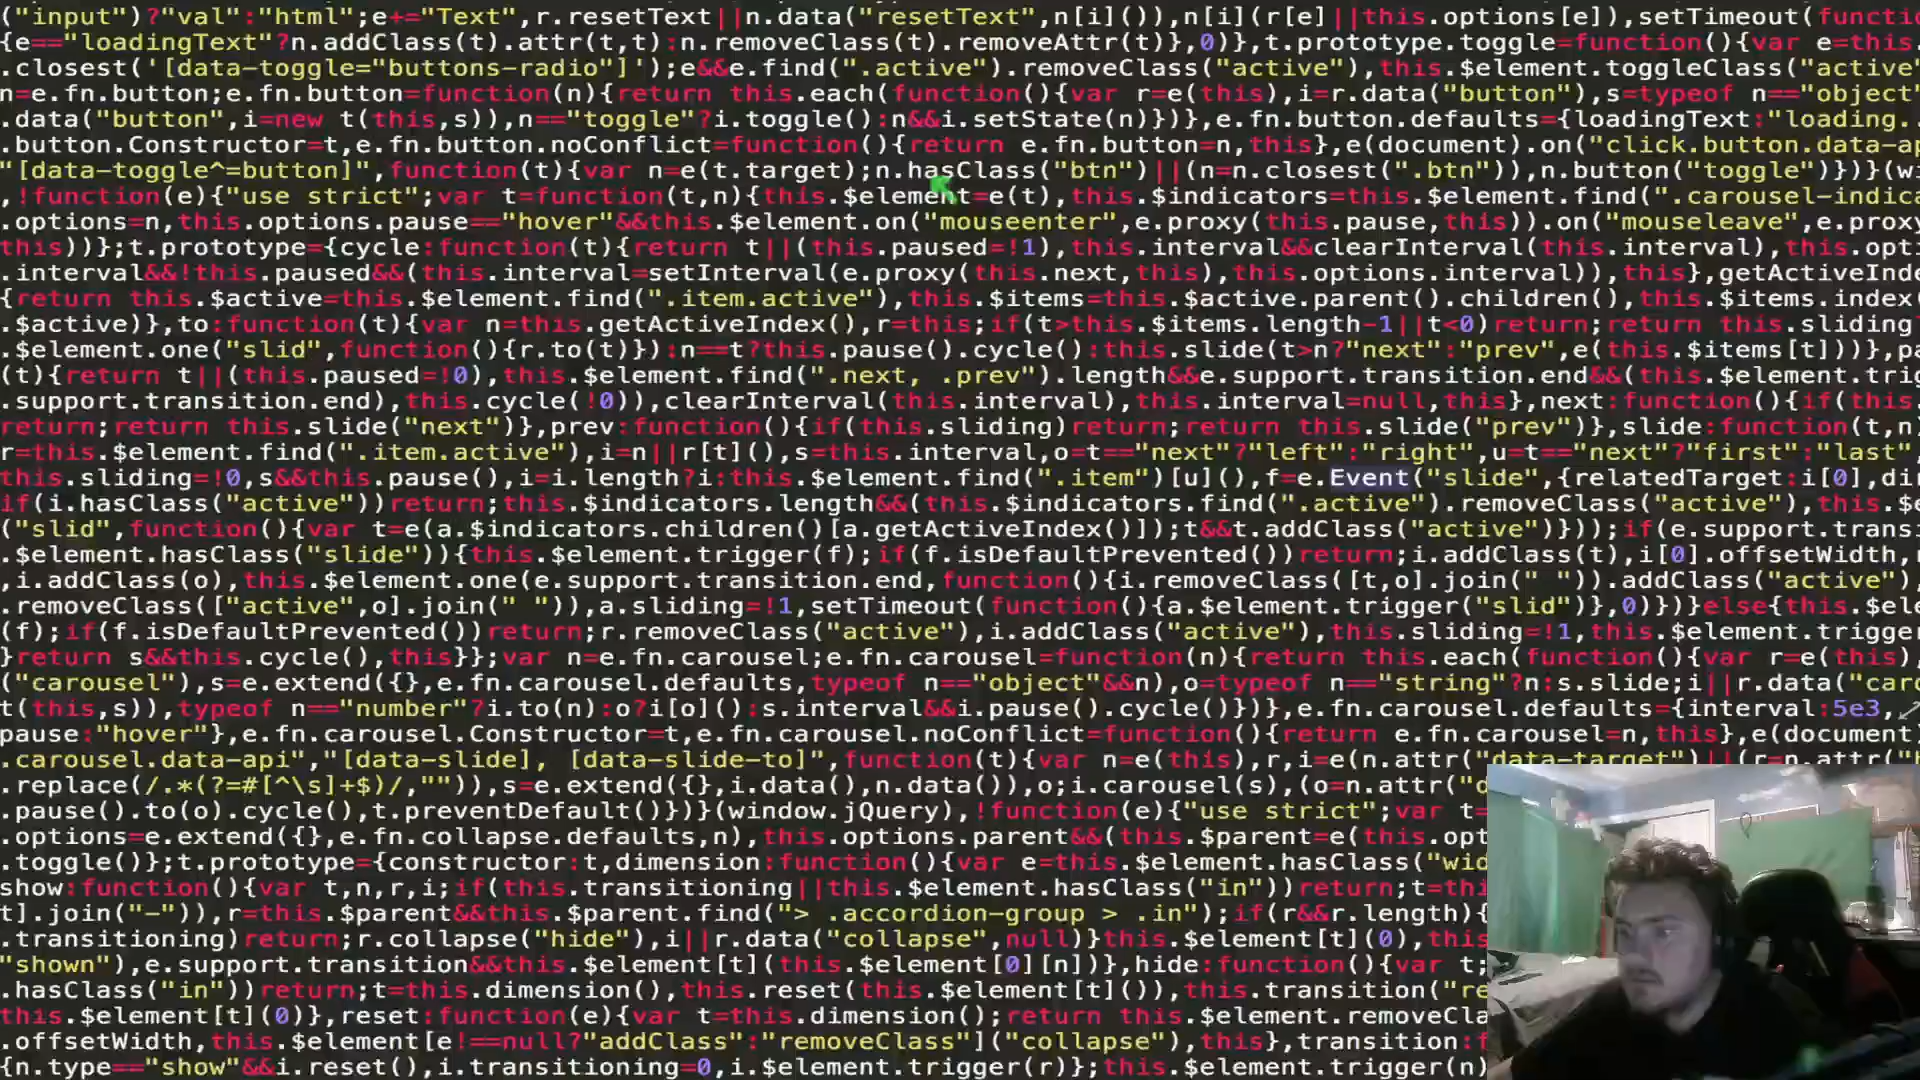 ("input")?"val":"html";e+="Text",r.resetText||n.data("resetText",n[i]()),n[i](r[e]||this.options[e]),setTimeout(functio
{e=="loadingText"?n.addClass(t).attr(t,t):n.removeClass(t).removeAttr(t)},0)},t.prototype.toggle=function(){var e=this.
.closest('[data-toggle="buttons-radio"]');e&&e.find(".active").removeClass("active"),this.$element.toggleClass("active"
n=e.fn.button;e.fn.button=function(n){return this.each(function(){var r=e(this),i=r.data("button"),s=typeof n=="object"
.data("button",i=new t(this,s)),n=="toggle"?i.toggle():n&&i.setState(n)})},e.fn.button.defaults={loadingText:"loading..
.button.Constructor=t,e.fn.button.noConflict=function(){return e.fn.button=n,this},e(document).on("click.button.data-ap
"[data-toggle^=button]",function(t){var n=e(t.target);n.hasClass("btn")||(n=n.closest(".btn")),n.button("toggle")})}(wi
,!function(e){"use strict";var t=function(t,n){this.$element=e(t),this.$indicators=this.$element.find(".carousel-indica
.options=n,this.options.pause=="hover"&&this.$element.on("mouseenter",e.proxy(this.pause,this)).on("mouseleave",e.proxy
this))};t.prototype={cycle:function(t){return t||(this.paused=!1),this.interval&&clearInterval(this.interval),this.opti
.interval&&!this.paused&&(this.interval=setInterval(e.proxy(this.next,this),this.options.interval)),this},getActiveInde
{return this.$active=this.$element.find(".item.active"),this.$items=this.$active.parent().children(),this.$items.index(
.$active)},to:function(t){var n=this.getActiveIndex(),r=this;if(t>this.$items.length-1||t<0)return;return this.sliding?
.$element.one("slid",function(){r.to(t)}):n==t?this.pause().cycle():this.slide(t>n?"next":"prev",e(this.$items[t]))},pa
(t){return t||(this.paused=!0),this.$element.find(".next, .prev").length&&e.support.transition.end&&(this.$element.trig
.support.transition.end),this.cycle(!0)),clearInterval(this.interval),this.interval=null,this},next:function(){if(this.
return;return this.slide("next")},prev:function(){if(this.sliding)return;return this.slide("prev")},slide:function(t,n)
r=this.$element.find(".item.active"),i=n||r[t](),s=this.interval,o=t=="next"?"left":"right",u=t=="next"?"first":"last",
this.sliding=!0,s&&this.pause(),i=i.length?i:this.$element.find(".item")[u](),f=e.Event("slide",{relatedTarget:i[0],dir
if(i.hasClass("active"))return;this.$indicators.length&&(this.$indicators.find(".active").removeClass("active"),this.$e
("slid",function(){var t=e(a.$indicators.children()[a.getActiveIndex()]);t&&t.addClass("active")}));if(e.support.transi
.$element.hasClass("slide")){this.$element.trigger(f);if(f.isDefaultPrevented())return;i.addClass(t),i[0].offsetWidth,r
,i.addClass(o),this.$element.one(e.support.transition.end,function(){i.removeClass([t,o].join(" ")).addClass("active")
.removeClass(["active",o].join(" ")),a.sliding=!1,setTimeout(function(){a.$element.trigger("slid")},0)})}else{this.$ele
(f);if(f.isDefaultPrevented())return;r.removeClass("active"),i.addClass("active"),this.sliding=!1,this.$element.trigger
}return s&&this.cycle(),this}};var n=e.fn.carousel;e.fn.carousel=function(n){return this.each(function(){var r=e(this),
("carousel"),s=e.extend({},e.fn.carousel.defaults,typeof n=="object"&&n),o=typeof n=="string"?n:s.slide;i||r.data("caro
t(this,s)),typeof n=="number"?i.to(n):o?i[o]():s.interval&&i.pause().cycle()})},e.fn.carousel.defaults={interval:5e3,
pause:"hover"},e.fn.carousel.Constructor=t,e.fn.carousel.noConflict=function(){return e.fn.carousel=n,this},e(document)
.carousel.data-api","[data-slide], [data-slide-to]",function(t){var n=e(this),r,i=e(n.attr("data-target")||(r=n.attr("h
.replace(/.*(?=#[^\s]+$)/,"")),s=e.extend({},i.data(),n.data()),o;i.carousel(s),(o=n.attr("d
.pause().to(o).cycle(),t.preventDefault()})}(window.jQuery),!function(e){"use strict";var t=
.options=e.extend({},e.fn.collapse.defaults,n),this.options.parent&&(this.$parent=e(this.opt
.toggle()};t.prototype={constructor:t,dimension:function(){var e=this.$element.hasClass("wid
show:function(){var t,n,r,i;if(this.transitioning||this.$element.hasClass("in"))return;t=thi
t].join("-")),r=this.$parent&&this.$parent.find("> .accordion-group > .in");if(r&&r.length){
.transitioning)return;r.collapse("hide"),i||r.data("collapse",null)}this.$element[t](0),this
"shown"),e.support.transition&&this.$element[t](this.$element[0][n])},hide:function(){var t;
.hasClass("in"))return;t=this.dimension(),this.reset(this.$element[t]()),this.transition("re
this.$element[t](0)},reset:function(e){var t=this.dimension();return this.$element.removeCla
.offsetWidth,this.$element[e!==null?"addClass":"removeClass"]("collapse"),this},transition:f
{n.type=="show"&&i.reset(),i.transitioning=0,i.$element.trigger(r)};this.$element.trigger(n)